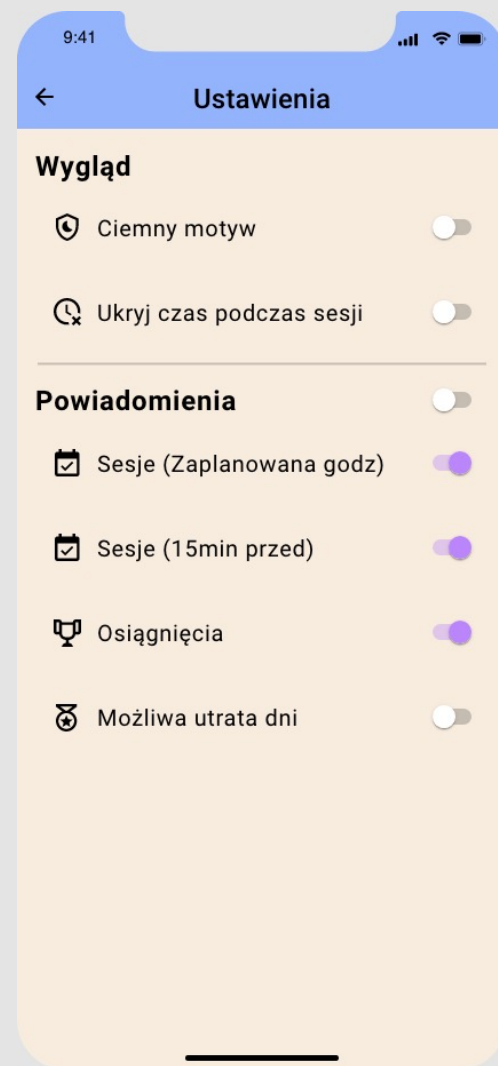 9:41
Ustawienia
Wygląd
Ciemny motyw
Ukryj czas podczas sesji
Powiadomienia
Sesje (Zaplanowana godz)
Sesje (15min przed)
Osiągnięcia
Możliwa utrata dni